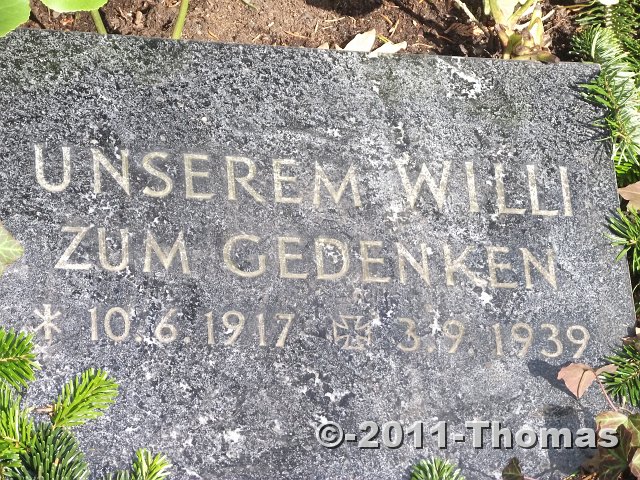 UNSEREM WILLI
ZUM GEDENKEN
* 10.6.1917 ✠ 3.9.1939
©-2011-Thomas